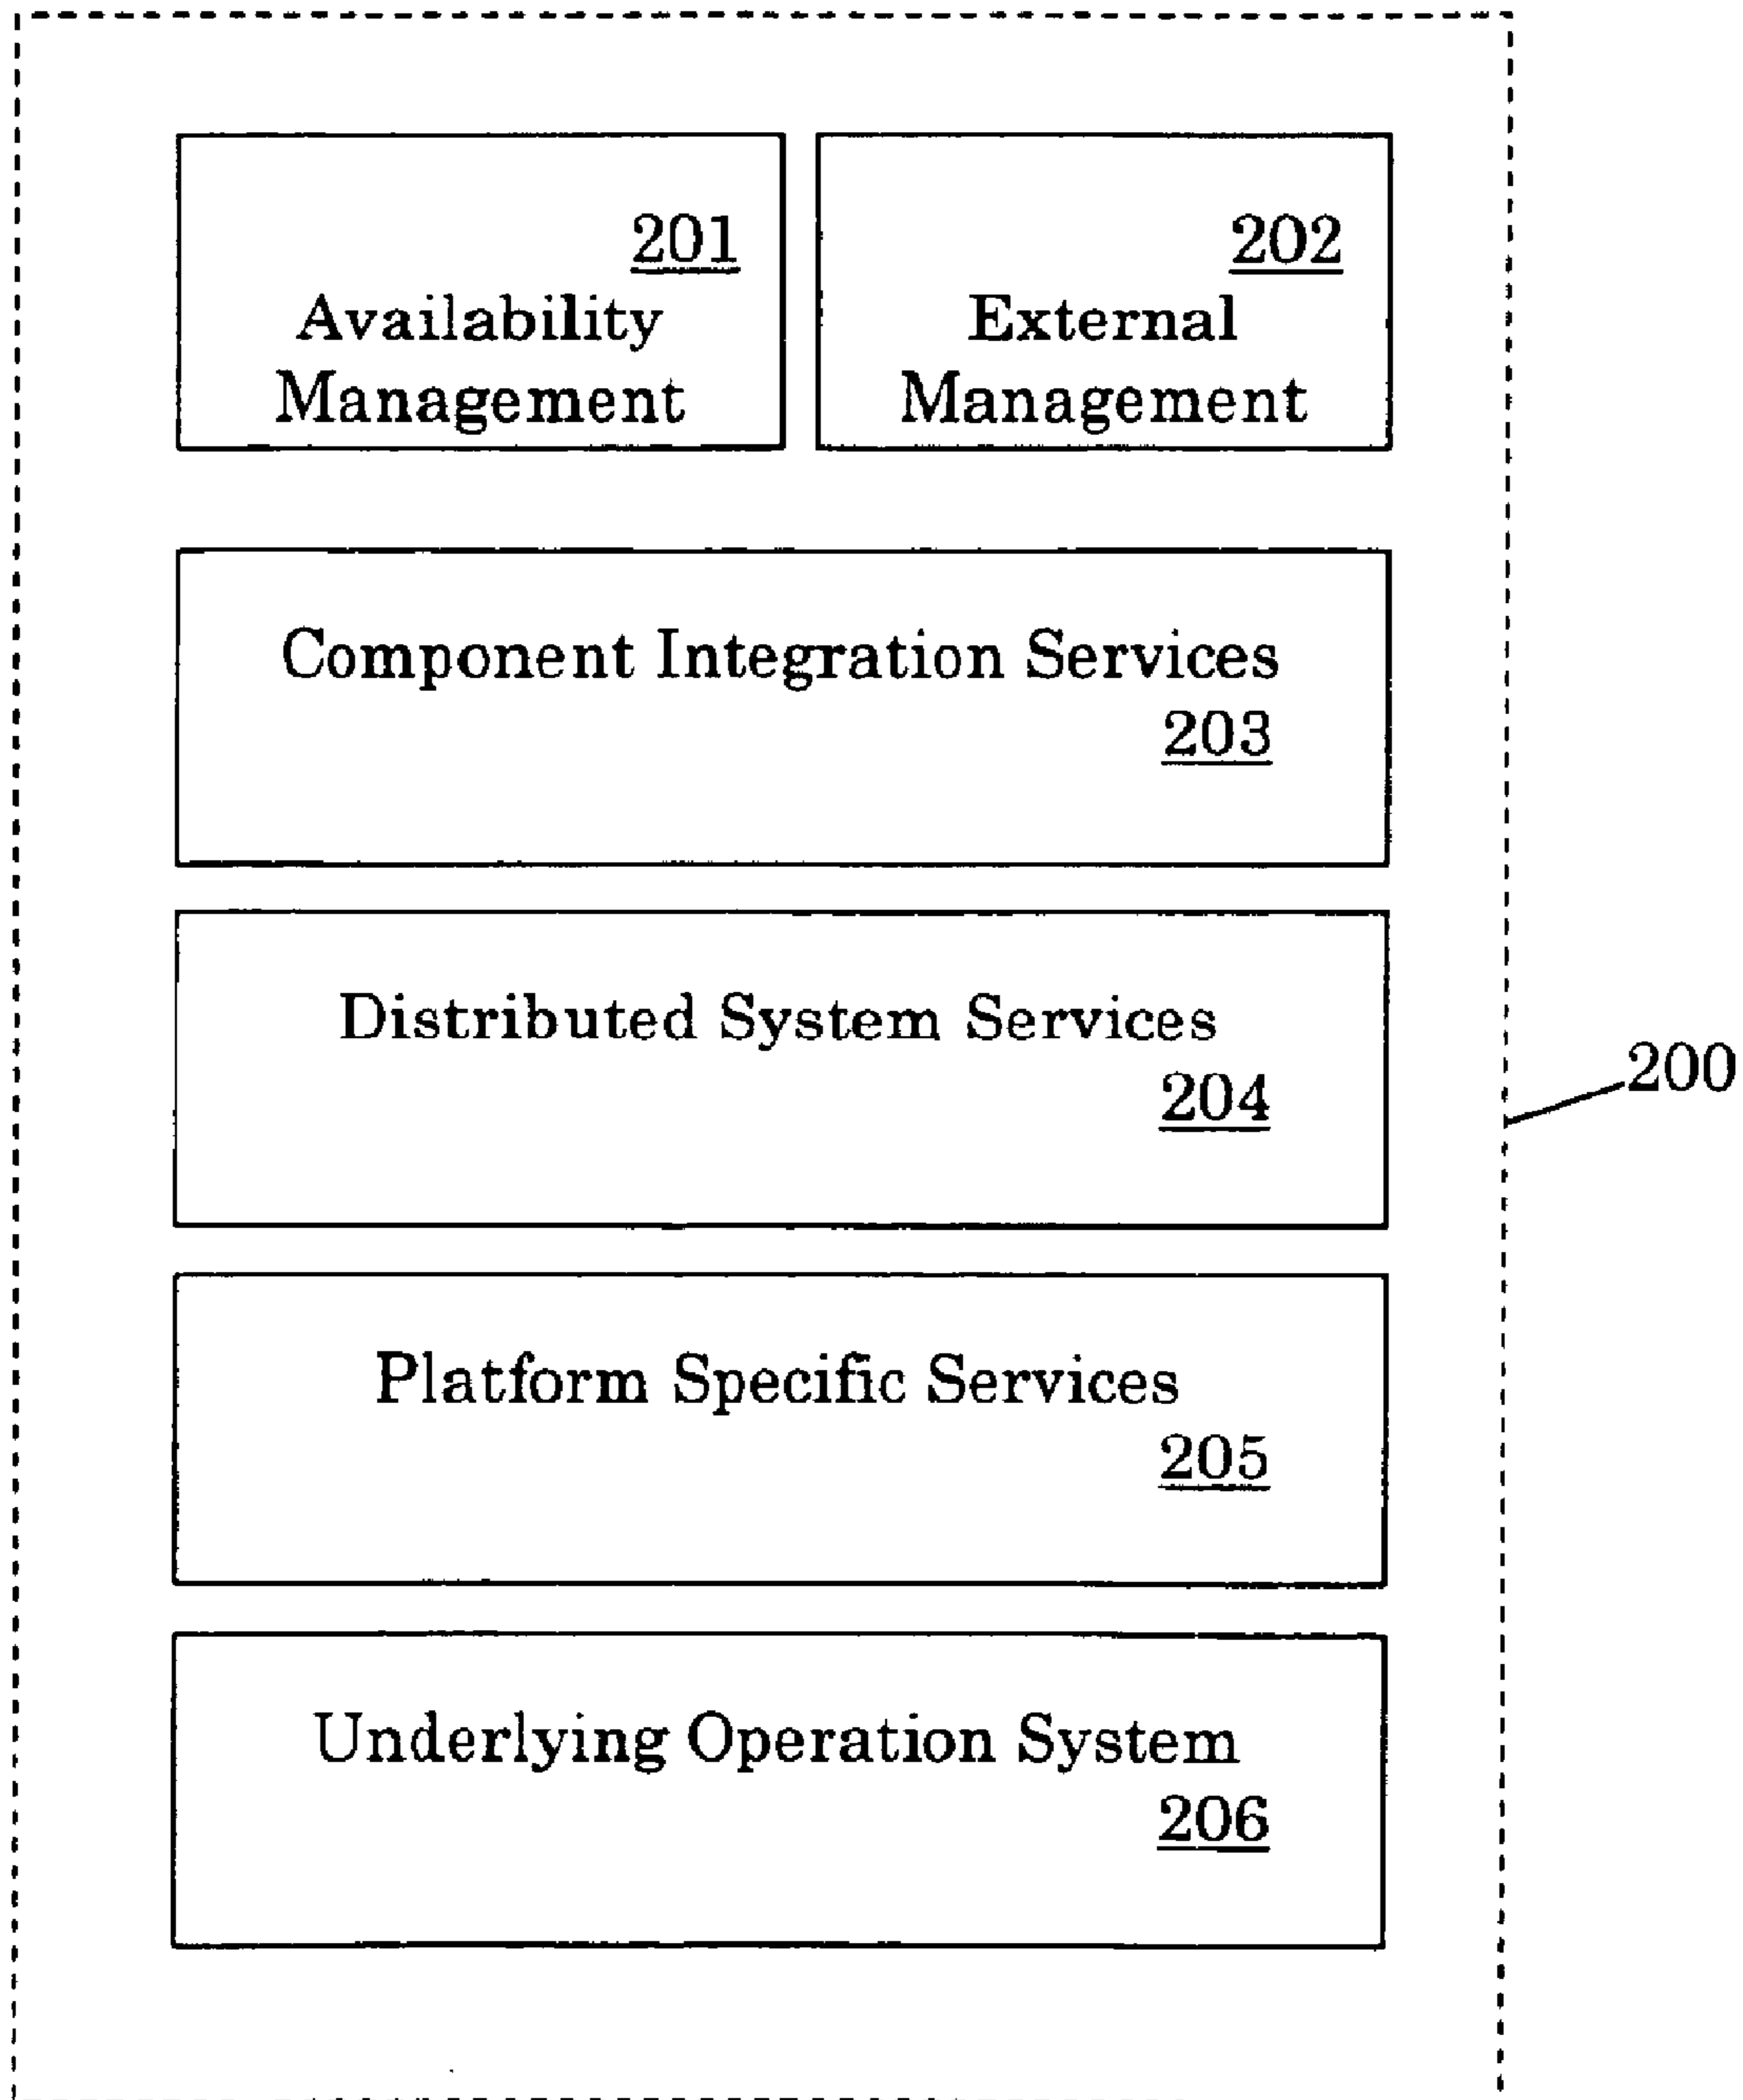 201
Availability
Management
202
External
Management
Component Integration Services
203
Distributed System Services
204
200
Platform Specific Services
205
Underlying Operation System
206